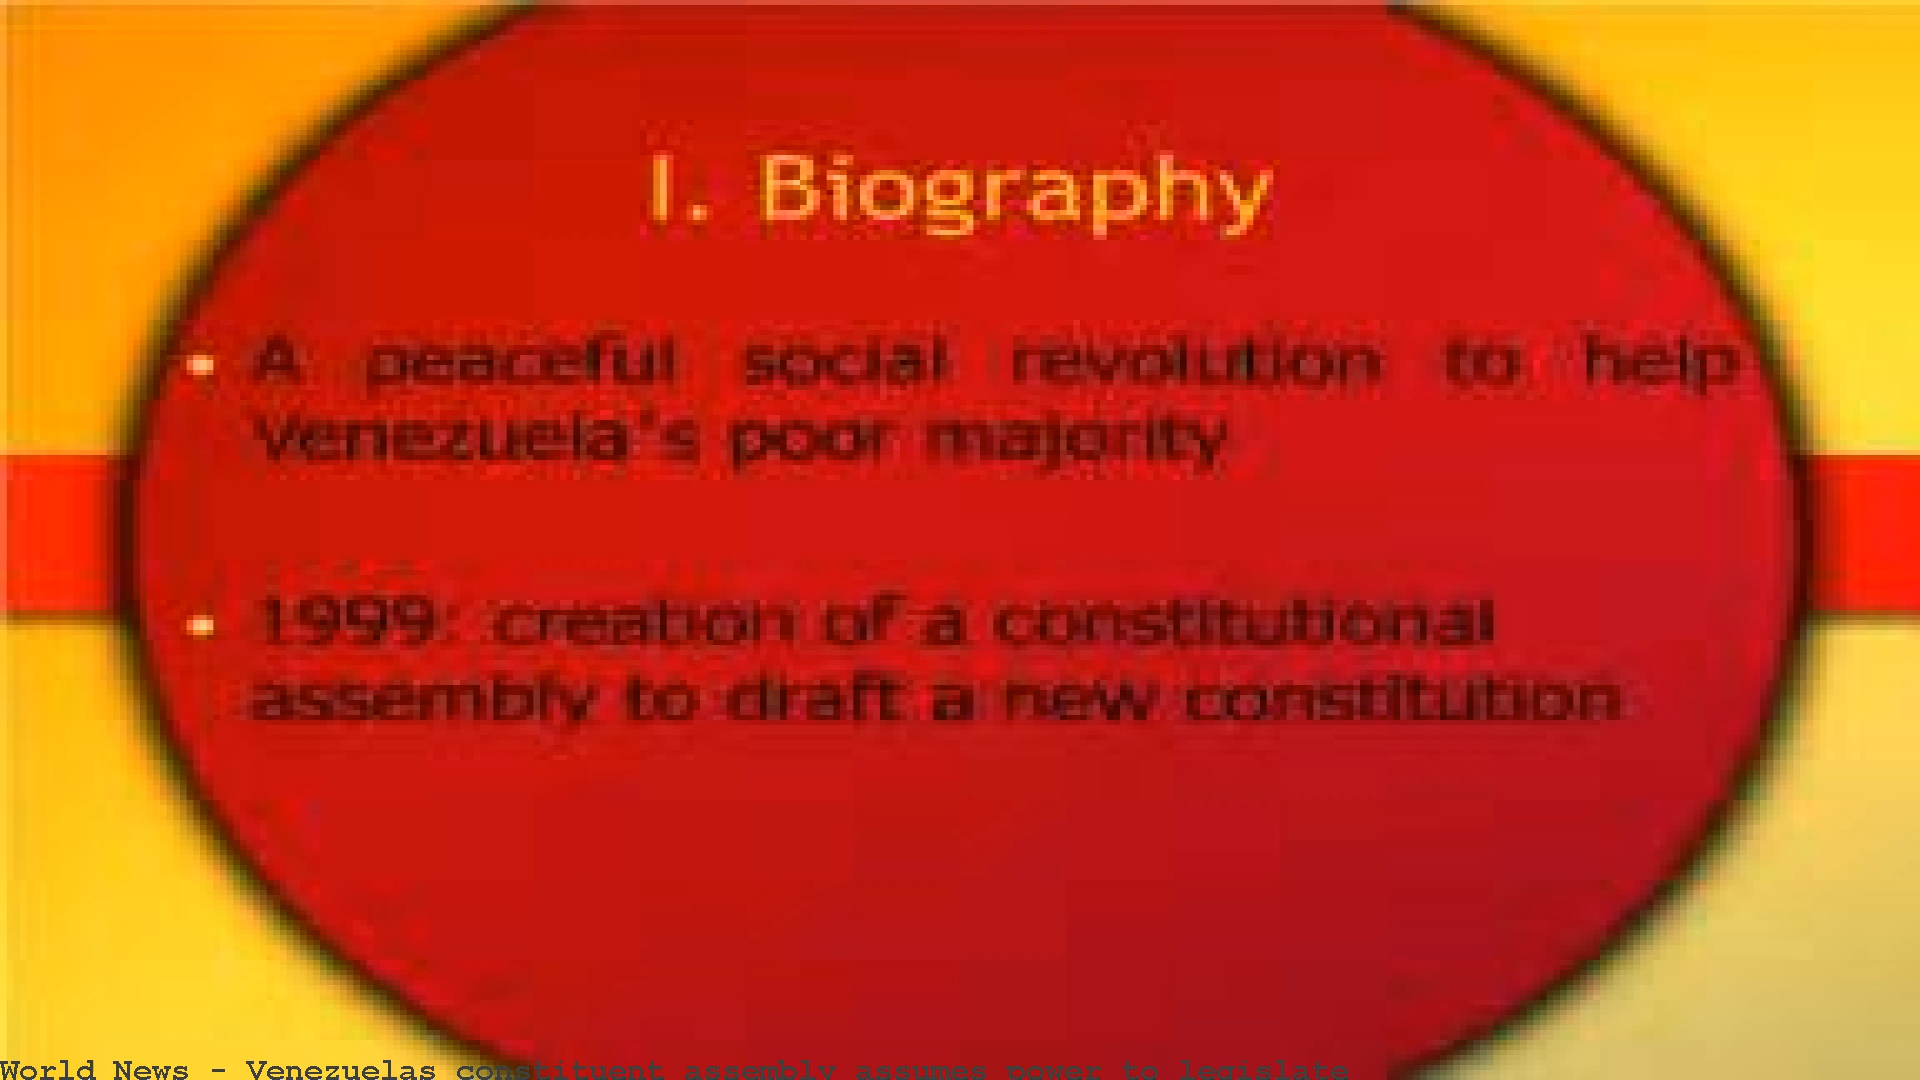 I. Biography
• A peaceful social revolution to help
Venezuela's poor majority
• 1999: creation of a constitutional
assembly to draft a new constitution
World News - Venezuelas constituent assembly assumes power to legislate